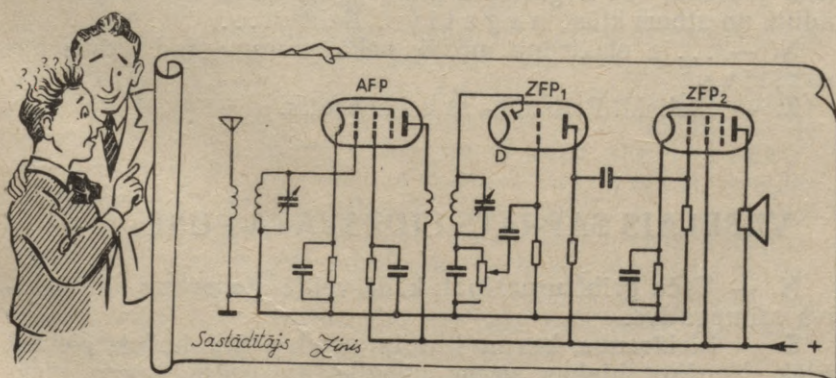 AFP
ZFP₁
ZFP₂
D
Sastādītājs Zinis
+